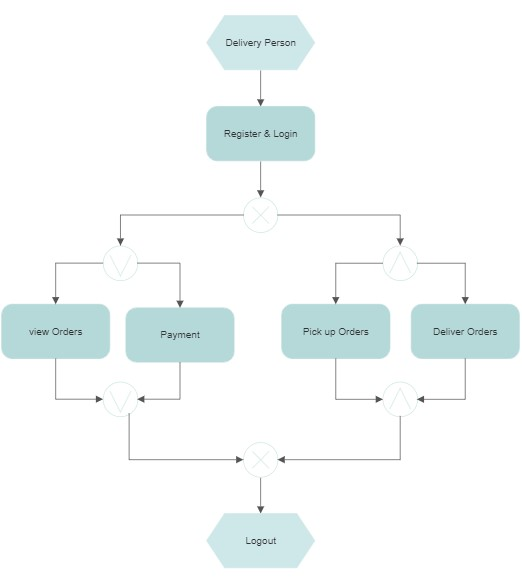 Delivery Person
Register & Login
view Orders
Payment
Pick up Orders
Deliver Orders
Logout